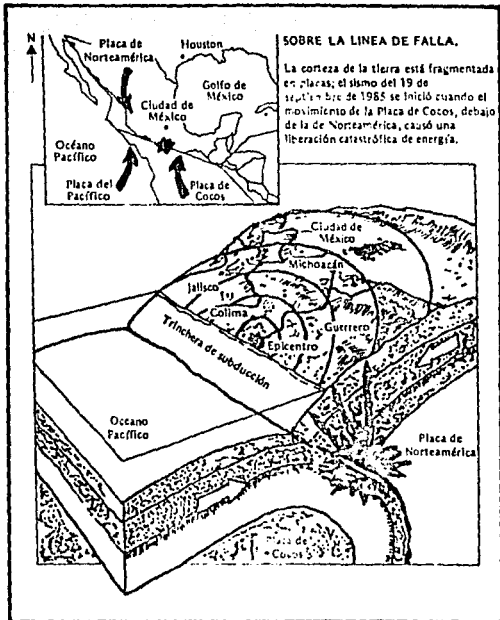 N
Placa de
Norteamérica
Houston
Golfo de
México
Ciudad de
México
Océano
Pacífico
Placa del
Pacífico
Placa de
Cocos
SOBRE LA LINEA DE FALLA.
La corteza de la tierra está fragmentada
en placas; el sismo del 19 de
septiembre de 1985 se inició cuando el
movimiento de la Placa de Cocos, debajo
de la de Norteamérica, causó una
liberación catastrófica de energía.
Ciudad de
México
Michoacán
Jalisco
Colima
Guerrero
Epicentro
Trinchera de subducción
Oceano
Pacífico
Placa de
Norteamérica
Placa de
Cocos